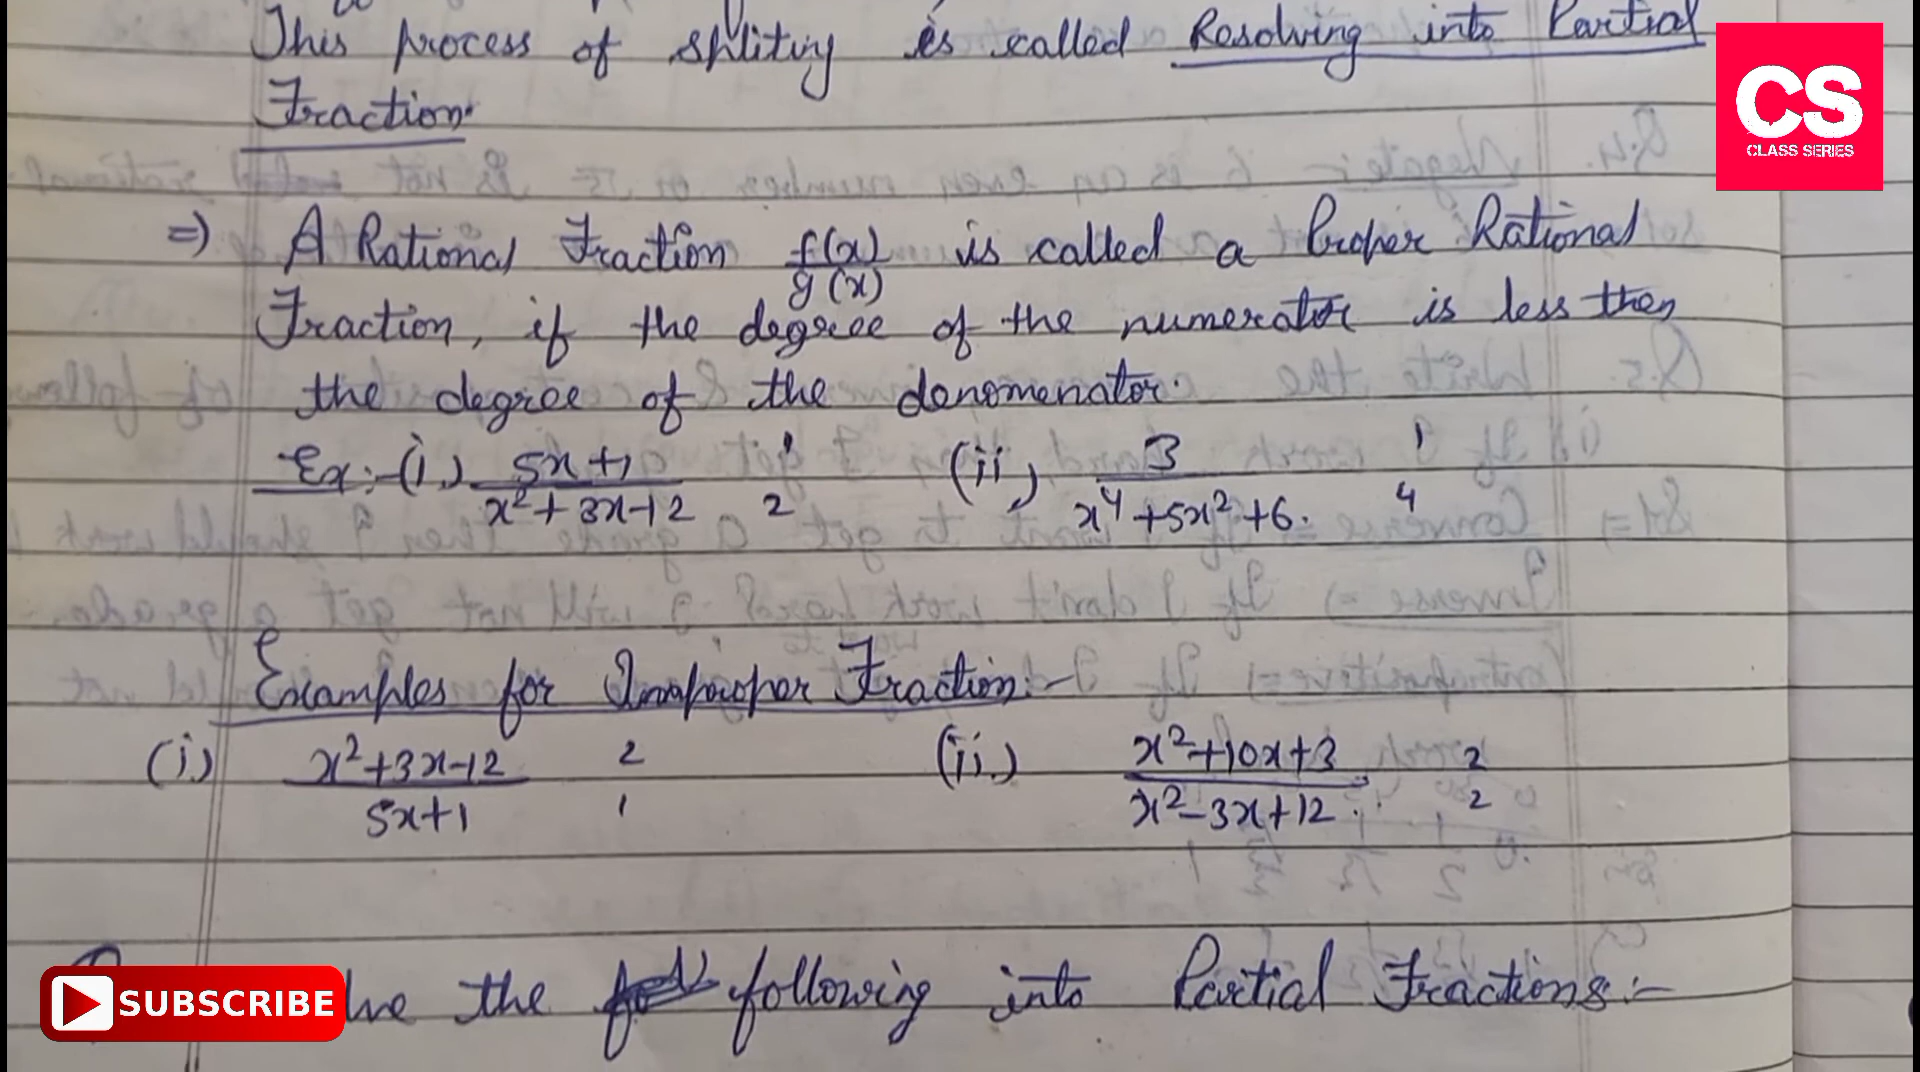 This process of spliting is called Resolving into Partial
Fraction.
CS
CLASS SERIES
⇒ A Rational Fraction f(x)/g(x) is called a Proper Rational
Fraction, if the degree of the numerator is less then
the degree of the denomenator.
Ex:-(i) 5x+1/x²+3x-12 1/2 (ii) 3/x⁴+5x²+6. 1/4
Examples for Improper Fraction:-
(i) x²+3x-12/5x+1 2/1 (ii.) x²+10x+3/x²-3x+12. 2/2
SUBSCRIBE
the following into Partial Fractions:-